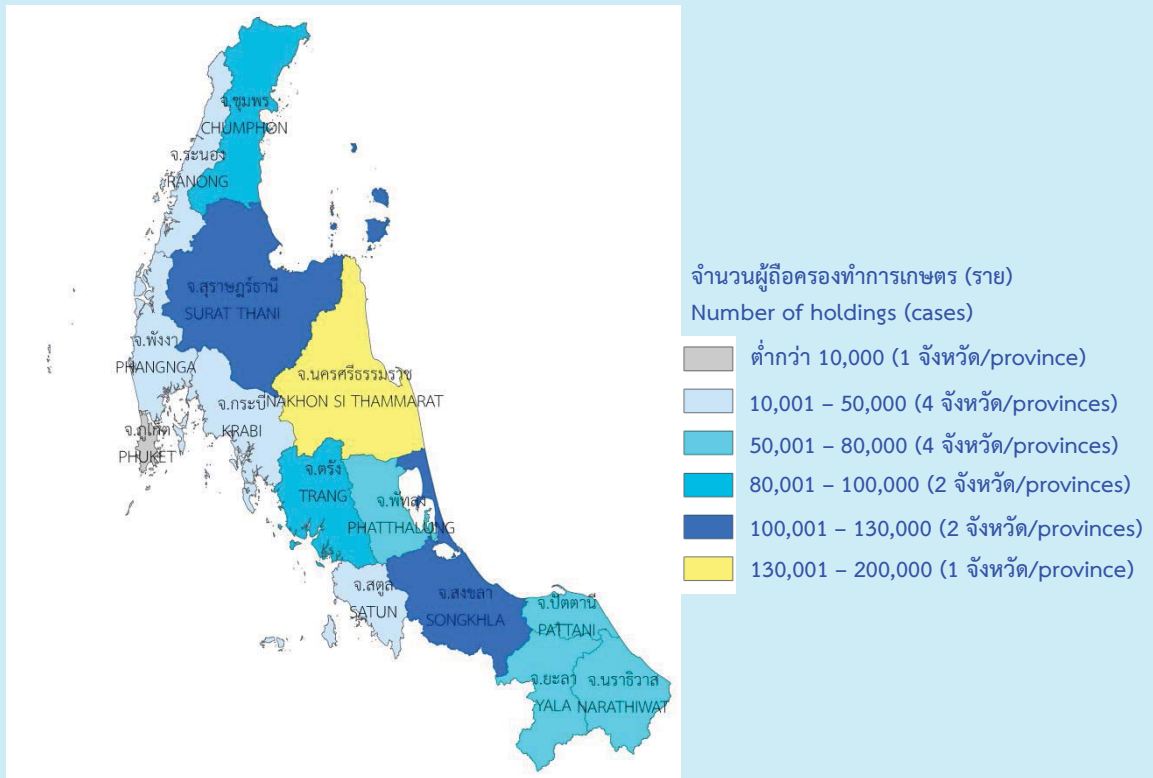 จ.ชุมพร
CHUMPHON
จ.ระนอง
RANONG
จ.สุราษฎร์ธานี
SURAT THANI
จ.พังงา
PHANGNGA
จ.นครศรีธรรมราช
NAKHON SI THAMMARAT
จ.กระบี่
KRABI
จ.ภูเก็ต
PHUKET
จ.ตรัง
TRANG
จ.พัทลุง
PHATTHALUNG
จ.สตูล
SATUN
จ.สงขลา
SONGKHLA
จ.ปัตตานี
PATTANI
จ.ยะลา
YALA
จ.นราธิวาส
NARATHIWAT
จำนวนผู้ถือครองทำการเกษตร (ราย)
Number of holdings (cases)
ต่ำกว่า 10,000 (1 จังหวัด/province)
10,001 – 50,000 (4 จังหวัด/provinces)
50,001 – 80,000 (4 จังหวัด/provinces)
80,001 – 100,000 (2 จังหวัด/provinces)
100,001 – 130,000 (2 จังหวัด/provinces)
130,001 – 200,000 (1 จังหวัด/province)